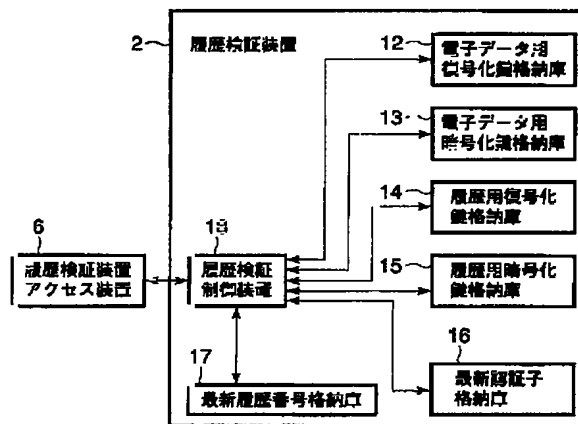 2
履歴検証装置
12
電子データ用
復号化鍵格納庫
13
電子データ用
暗号化鍵格納庫
14
履歴用復号化
鍵格納庫
6
履歴検証装置
アクセス装置
18
履歴検証
制御装置
15
履歴用暗号化
鍵格納庫
16
最新認証子
格納庫
17
最新履歴番号格納庫